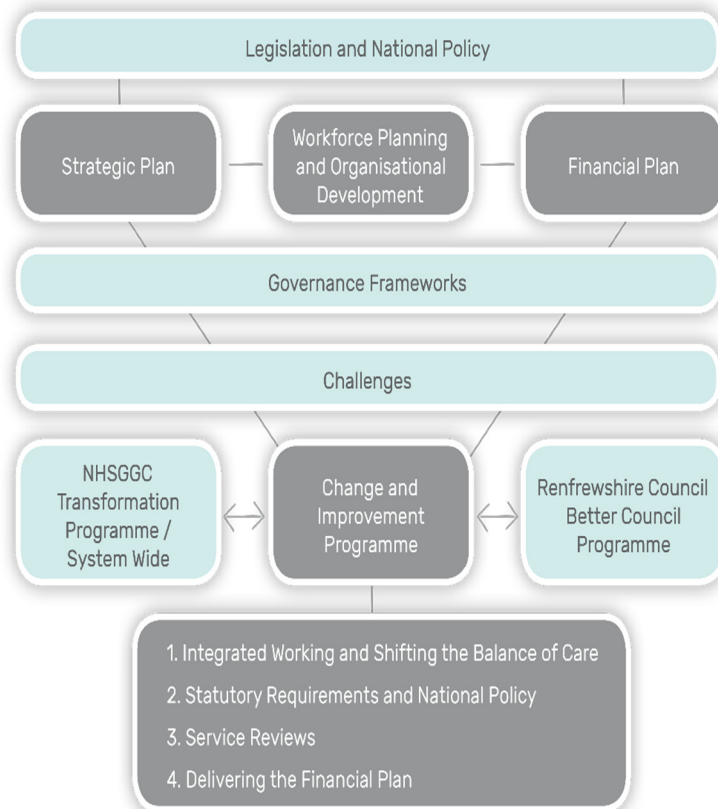 Legislation and National Policy
Strategic Plan
Workforce Planning
and Organisational
Development
Financial Plan
Governance Frameworks
Challenges
NHSGGC
Transformation
Programme /
System Wide
Change and
Improvement
Programme
Renfrewshire Council
Better Council
Programme
1. Integrated Working and Shifting the Balance of Care
2. Statutory Requirements and National Policy
3. Service Reviews
4. Delivering the Financial Plan